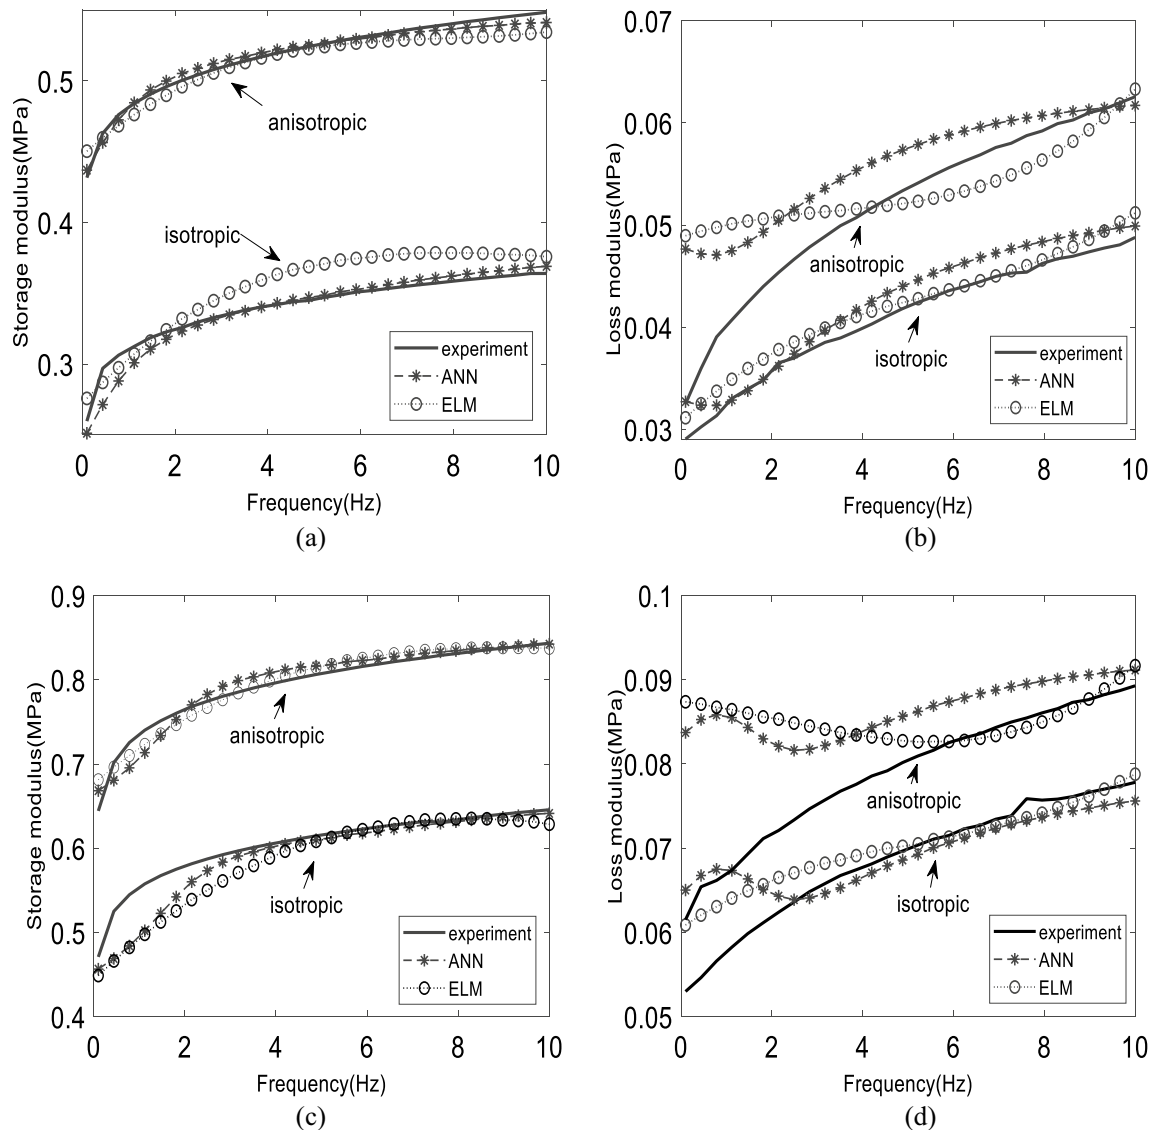 Storage modulus(MPa)
0.5
0.4
0.3
anisotropic
isotropic
experiment
ANN
ELM
0 2 4 6 8 10
Frequency(Hz)
(a)
Loss modulus(MPa)
0.07
0.06
0.05
0.04
0.03
anisotropic
isotropic
experiment
ANN
ELM
0 2 4 6 8 10
Frequency(Hz)
(b)
Storage modulus(MPa)
0.9
0.8
0.7
0.6
0.5
0.4
anisotropic
isotropic
experiment
ANN
ELM
0 2 4 6 8 10
Frequency(Hz)
(c)
Loss modulus(MPa)
0.1
0.09
0.08
0.07
0.06
0.05
anisotropic
isotropic
experiment
ANN
ELM
0 2 4 6 8 10
Frequency(Hz)
(d)